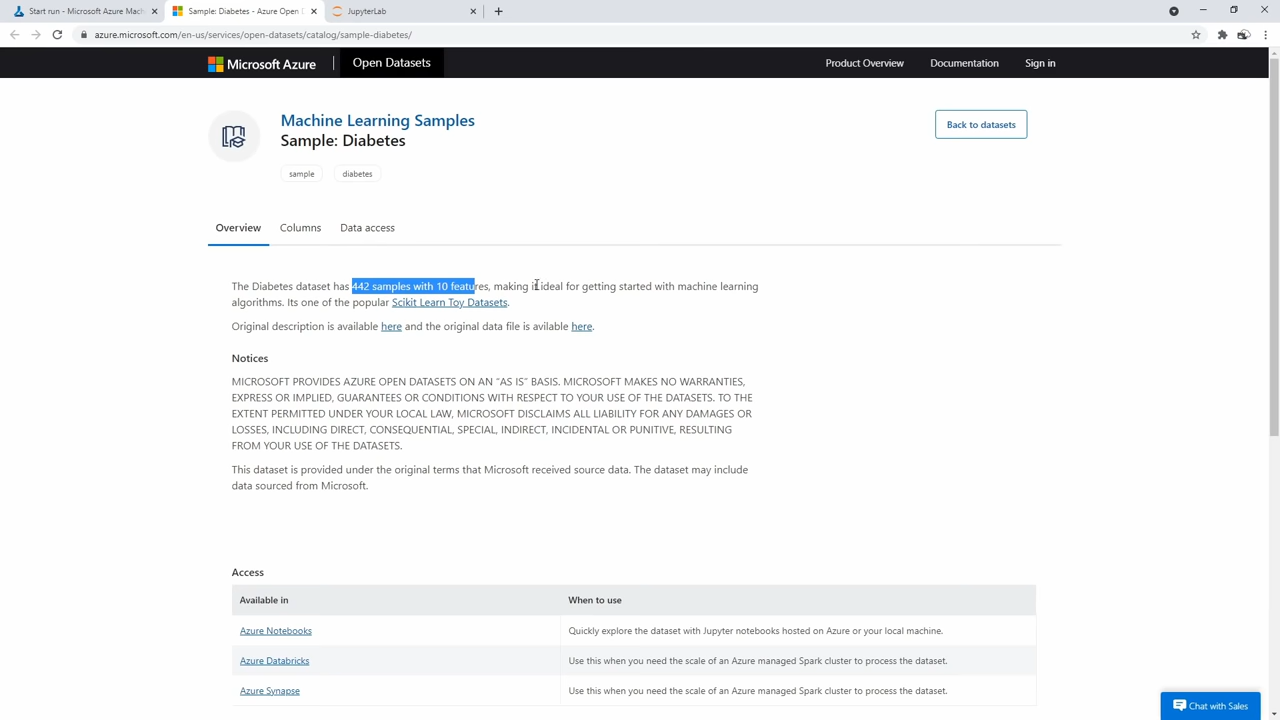 Start run - Microsoft Azure Mach
Sample: Diabetes - Azure Open D
JupyterLab
azure.microsoft.com/en-us/services/open-datasets/catalog/sample-diabetes/
Microsoft Azure
Open Datasets
Product Overview
Documentation
Sign in
Machine Learning Samples
Sample: Diabetes
Back to datasets
sample
diabetes
Overview
Columns
Data access
The Diabetes dataset has 442 samples with 10 features, making it ideal for getting started with machine learning
algorithms. Its one of the popular Scikit Learn Toy Datasets.
Original description is available here and the original data file is avilable here.
Notices
MICROSOFT PROVIDES AZURE OPEN DATASETS ON AN “AS IS” BASIS. MICROSOFT MAKES NO WARRANTIES,
EXPRESS OR IMPLIED, GUARANTEES OR CONDITIONS WITH RESPECT TO YOUR USE OF THE DATASETS. TO THE
EXTENT PERMITTED UNDER YOUR LOCAL LAW, MICROSOFT DISCLAIMS ALL LIABILITY FOR ANY DAMAGES OR
LOSSES, INCLUDING DIRECT, CONSEQUENTIAL, SPECIAL, INDIRECT, INCIDENTAL OR PUNITIVE, RESULTING
FROM YOUR USE OF THE DATASETS.
This dataset is provided under the original terms that Microsoft received source data. The dataset may include
data sourced from Microsoft.
Access
Available in
When to use
Azure Notebooks
Quickly explore the dataset with Jupyter notebooks hosted on Azure or your local machine.
Azure Databricks
Use this when you need the scale of an Azure managed Spark cluster to process the dataset.
Azure Synapse
Use this when you need the scale of an Azure managed Spark cluster to process the dataset.
Chat with Sales